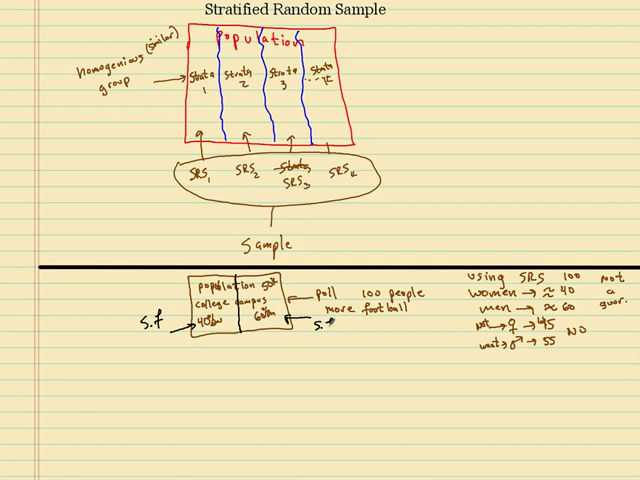 Stratified Random Sample
population
homogenious (similar)
group
Strata
1
Strata
2
Strata
3
Strata
SRS1
SRS2
Strata
SRS3
SRS
Sample
population 50k
college campus
40% w
60% m
S.F
S.
Poll 100 people
more football
using SRS 100
women → ≈ 40
men → ≈ 60
Not
a
guar.
not → ♀ → 45
want → ♂ → 55
NO